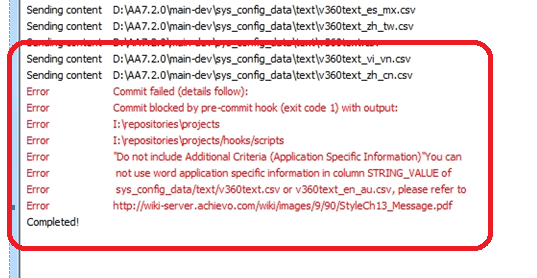 Sending content D:\AA7.2.0\main-dev\sys_config_data\text\v360text_es_mx.csv
Sending content D:\AA7.2.0\main-dev\sys_config_data\text\v360text_zh_tw.csv
Sending content D:\AA7.2.0\main-dev\sys_config_data\text\v360text.csv
Sending content D:\AA7.2.0\main-dev\sys_config_data\text\v360text_vi_vn.csv
Sending content D:\AA7.2.0\main-dev\sys_config_data\text\v360text_zh_cn.csv
Error Commit failed (details follow):
Error Commit blocked by pre-commit hook (exit code 1) with output:
Error I:\repositories\projects
Error I:\repositories\projects/hooks/scripts
Error "Do not include Additional Criteria (Application Specific Information)"You can
Error not use word application specific information in column STRING_VALUE of
Error sys_config_data/text/v360text.csv or v360text_en_au.csv, please refer to
Error http://wiki-server.achievo.com/wiki/images/9/90/StyleCh13_Message.pdf
Completed!